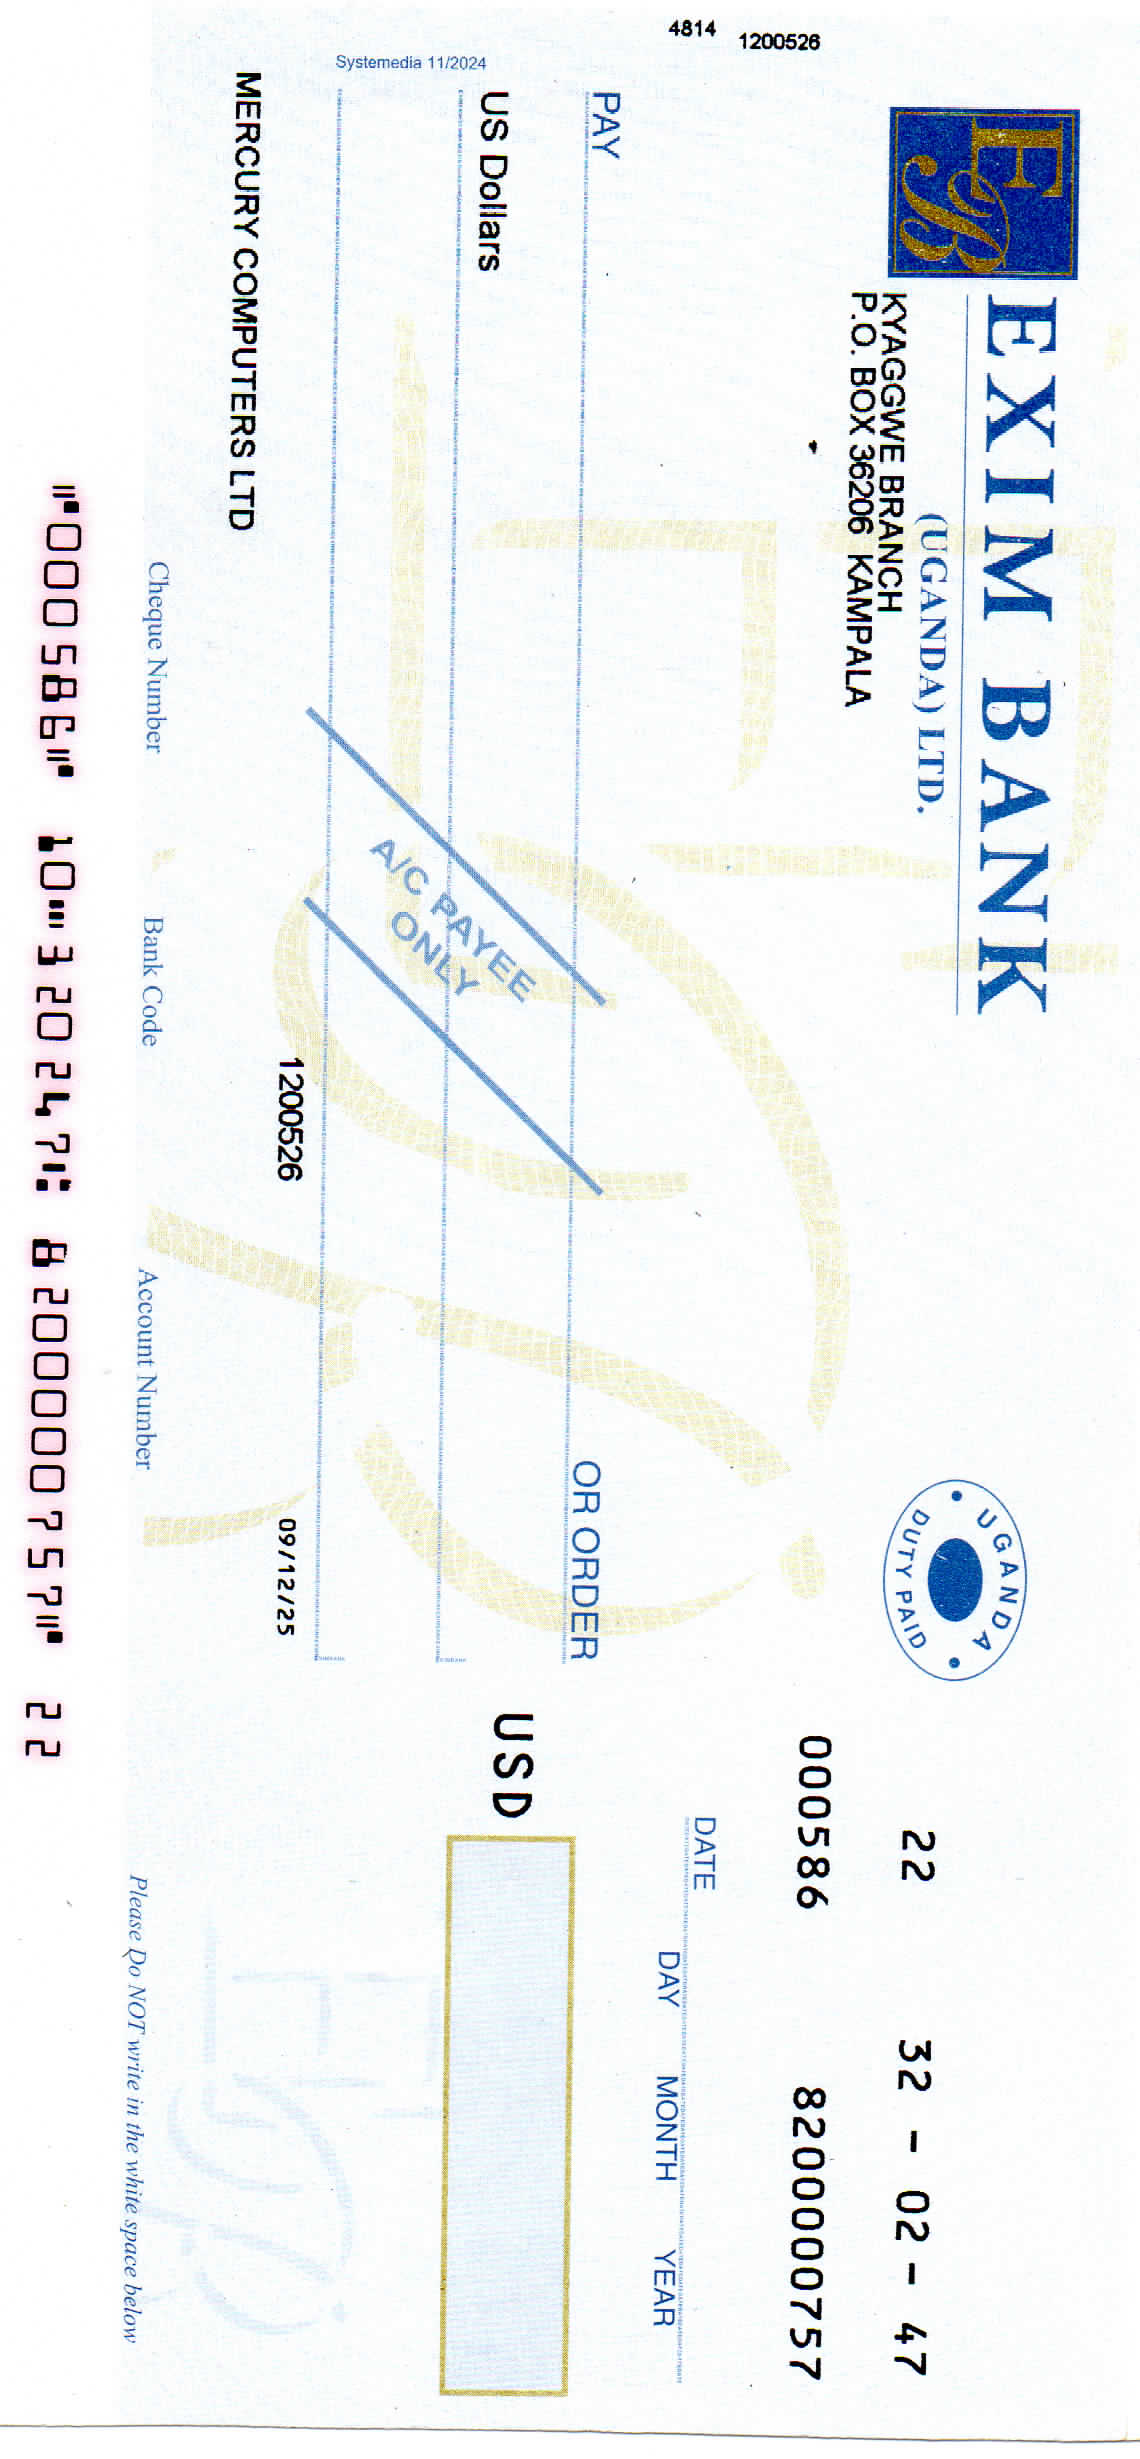 4814 1200526
EXIM BANK
(UGANDA) LTD.
KYAGGWE BRANCH
P.O. BOX 36206 KAMPALA
UGANDA
DUTY PAID
22 32 - 02 - 47
000586 8200000757
DATE
DAY MONTH YEAR
PAY
OR ORDER
US Dollars
USD
A/C PAYEE
ONLY
Systemedia 11/2024
1200526
09/12/25
MERCURY COMPUTERS LTD
Cheque Number Bank Code Account Number
Please Do NOT write in the white space below
⑈000586⑈ 10⑉320247⑆ 8200000757⑈ 22